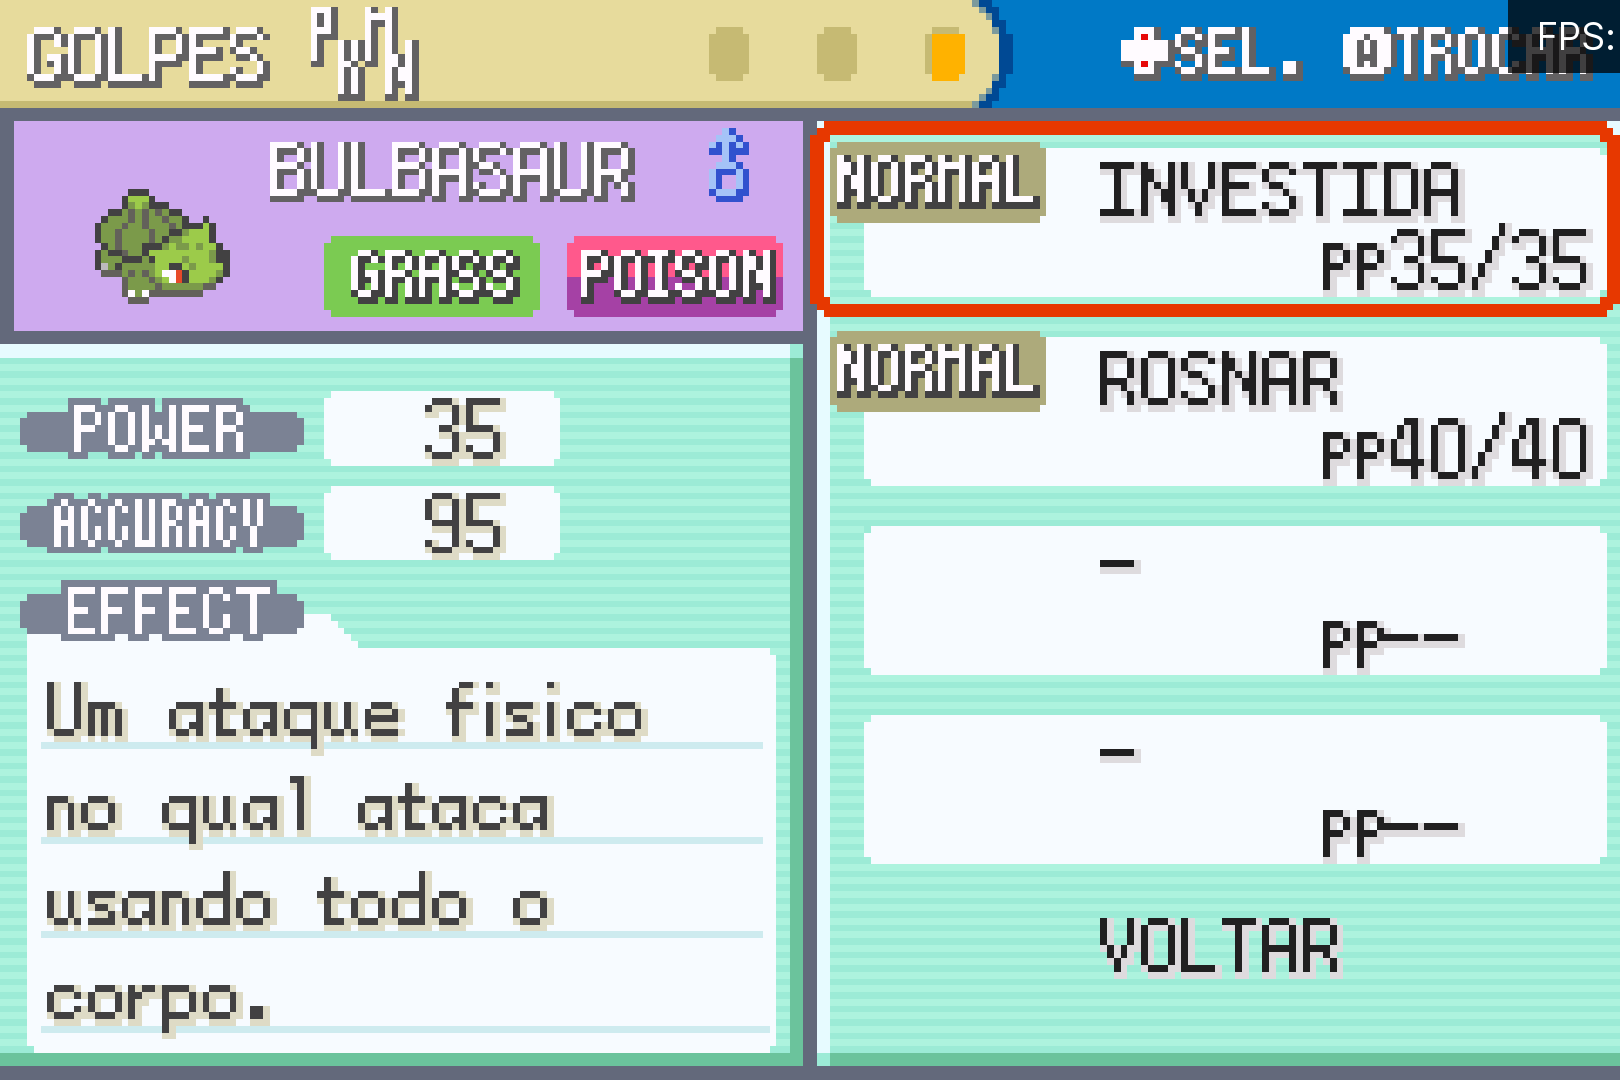 GOLPES PKMN
SEL. A TROCAR
FPS:
BULBASAUR ♂
GRASS POISON
POWER 35
ACCURACY 95
EFFECT
Um ataque fisico
no qual ataca
usando todo o
corpo.
NORMAL INVESTIDA
PP35/35
NORMAL ROSNAR
PP40/40
–
PP––
–
PP––
VOLTAR